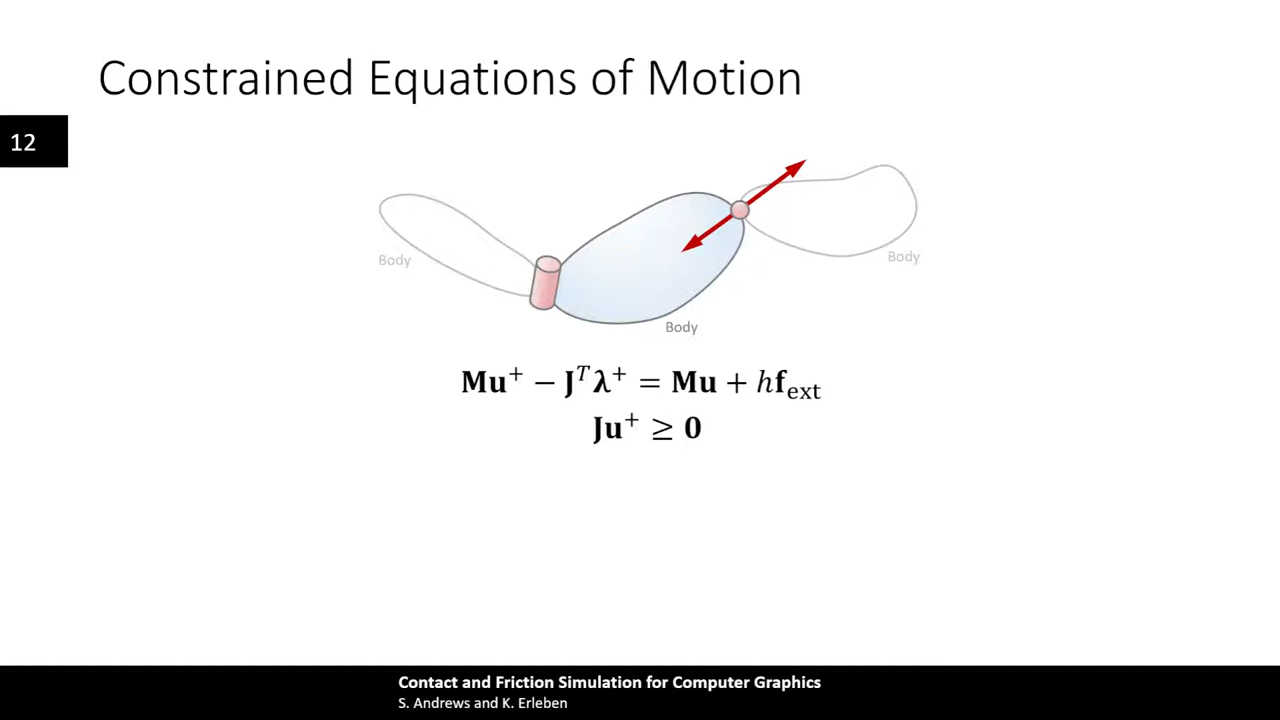 Constrained Equations of Motion
12
Body
Body
Body
𝐌𝐮⁺ − 𝐉ᵀ𝛌⁺ = 𝐌𝐮 + ℎ𝐟ₑₓₜ
𝐉𝐮⁺ ≥ 𝟎
Contact and Friction Simulation for Computer Graphics
S. Andrews and K. Erleben